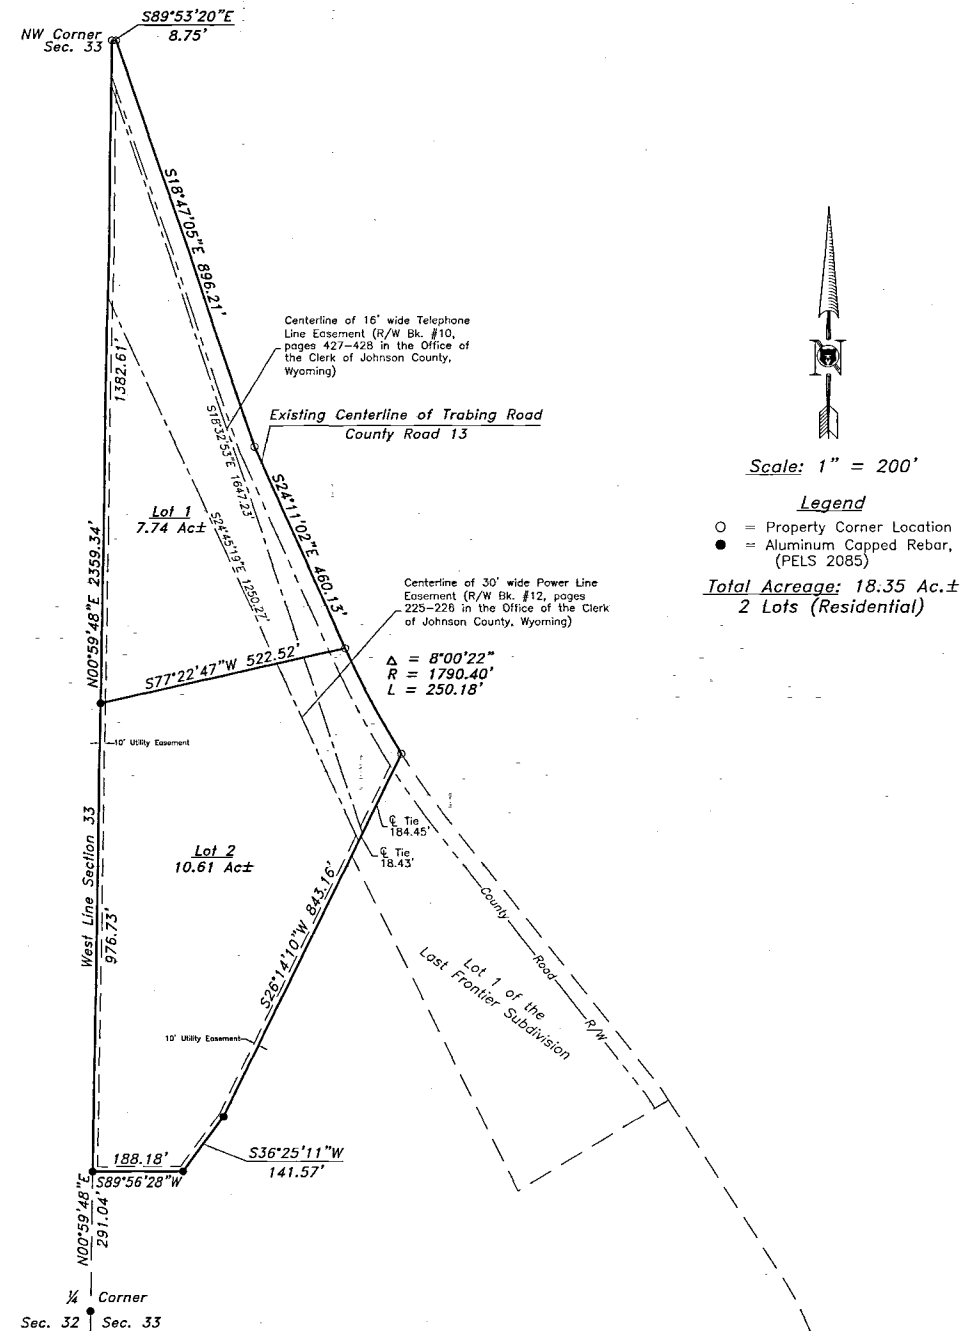 S89°53'20"E
8.75'
NW Corner
Sec. 33
S18°47'05"E 896.21'
1382.61'
Centerline of 16' wide Telephone
Line Easement (R/W Bk. #10,
pages 427-428 in the Office of
the Clerk of Johnson County,
Wyoming)
Existing Centerline of Trabing Road
County Road 13
N
Scale: 1" = 200'
Legend
○ = Property Corner Location
● = Aluminum Capped Rebar,
(PELS 2085)
Total Acreage: 18.35 Ac.±
2 Lots (Residential)
S18°32'53"E 1647.23'
S24°11'02"E 460.13'
Lot 1
7.74 Ac±
S24°45'19"E 1250.27'
N00°59'48"E 2359.34'
Centerline of 30' wide Power Line
Easement (R/W Bk. #12, pages
225-226 in the Office of the Clerk
of Johnson County, Wyoming)
S77°22'47"W 522.52'
Δ = 8°00'22"
R = 1790.40'
L = 250.18'
10' Utility Easement
℄ Tie
184.45'
℄ Tie
18.43'
Lot 2
10.61 Ac±
West Line Section 33
976.73'
S26°14'10"W 843.16'
County Road R/W
Lot 1 of the
Last Frontier Subdivision
10' Utility Easement
188.18'
S89°56'28"W
S36°25'11"W
141.57'
N00°59'48"E
291.04'
¼ Corner
Sec. 32 Sec. 33